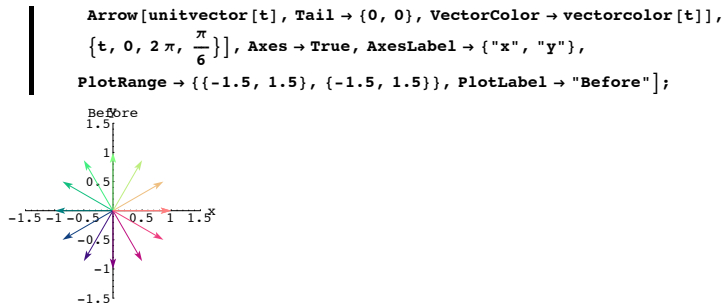 Arrow[unitvector[t], Tail → {0, 0}, VectorColor → vectorcolor[t]],
{t, 0, 2 π, π/6}], Axes → True, AxesLabel → {"x", "y"},
PlotRange → {{-1.5, 1.5}, {-1.5, 1.5}}, PlotLabel → "Before"];
Before
y
1.5
1
0.5
-1.5 -1 -0.5 0.5 1 1.5 x
-0.5
-1
-1.5